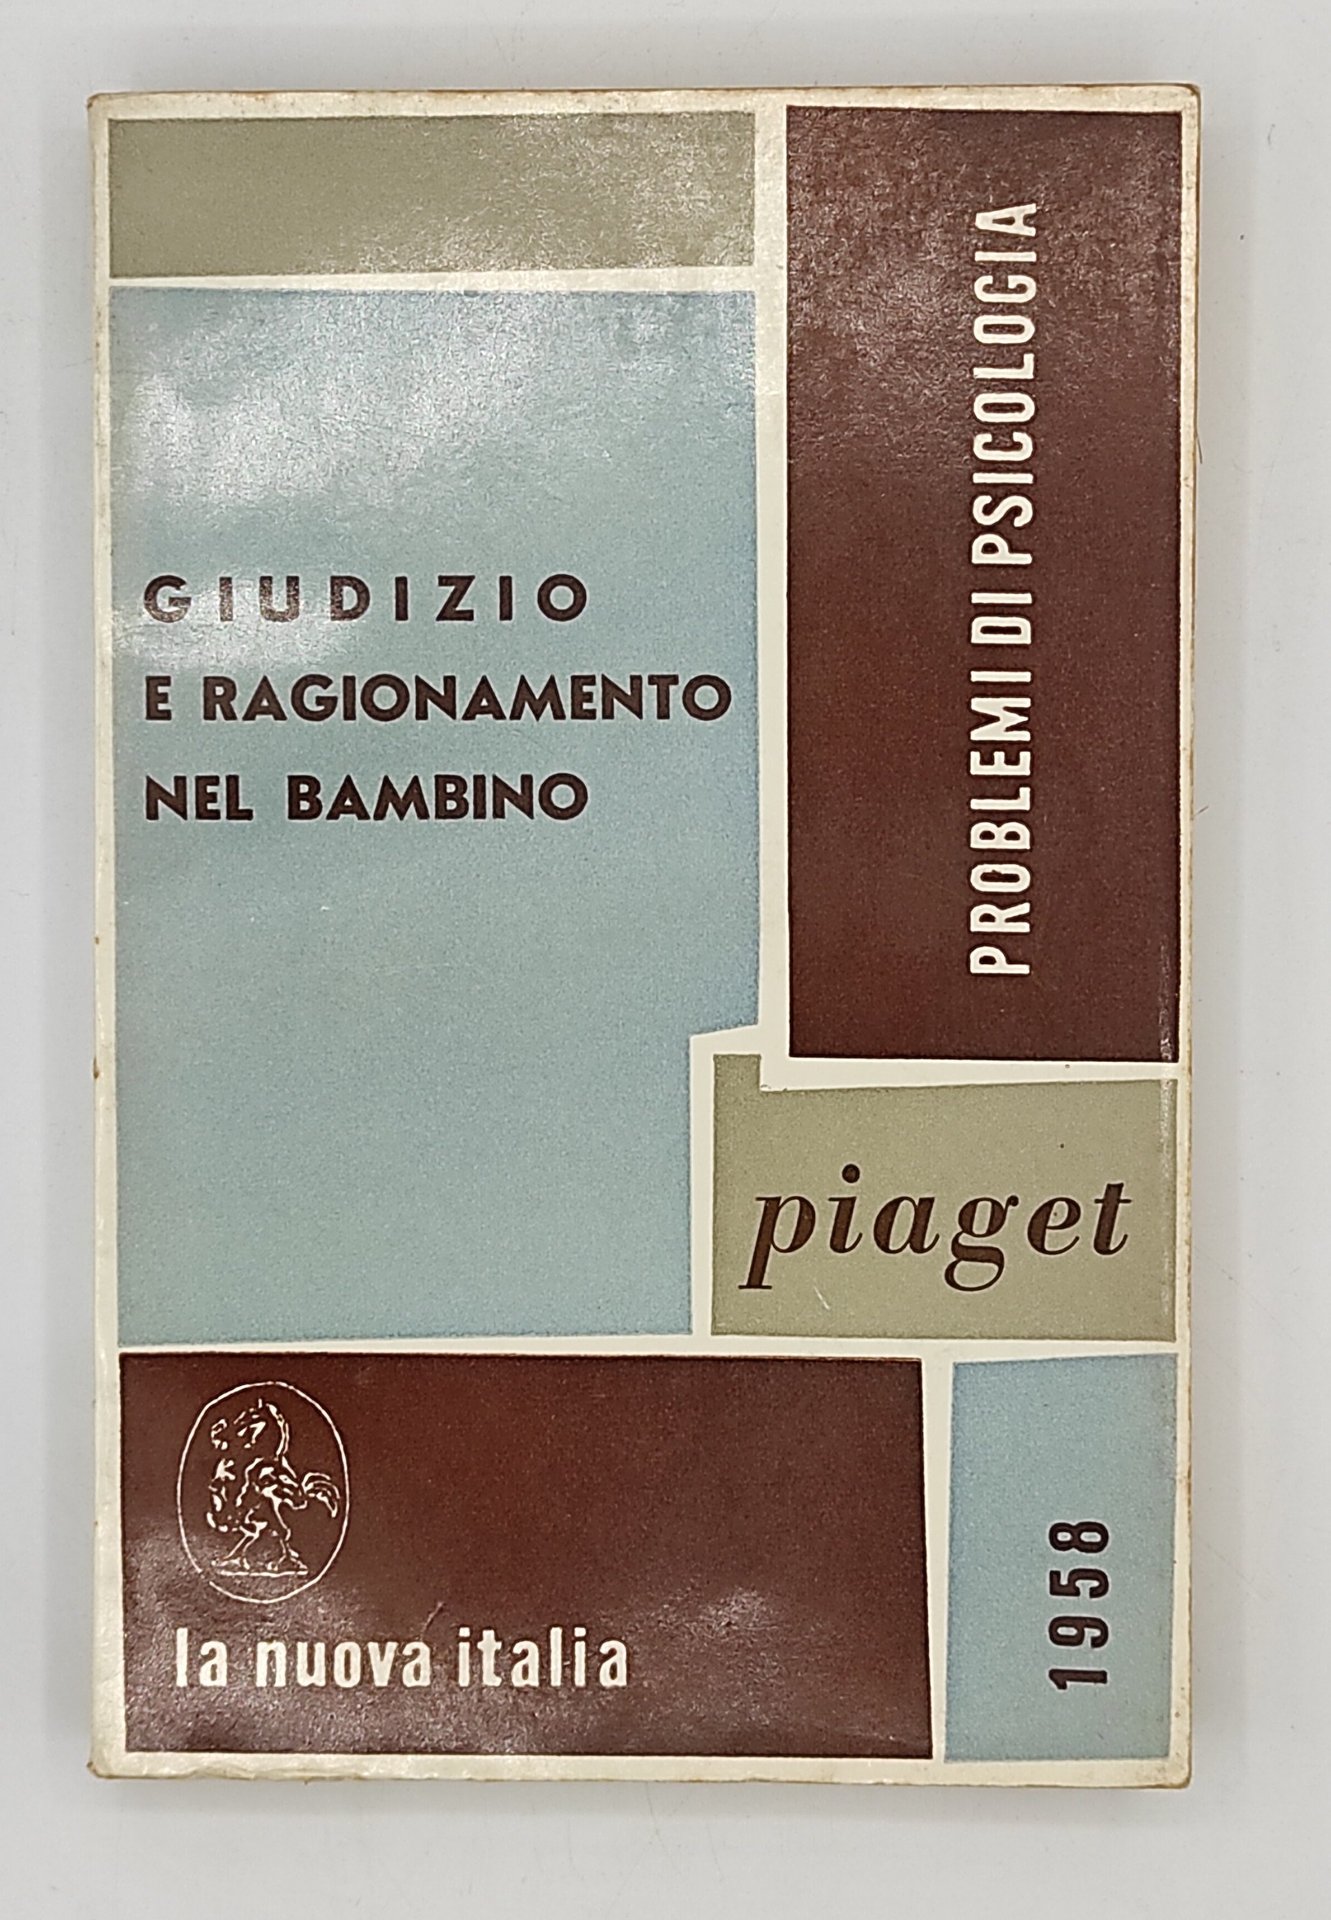 GIUDIZIO
E RAGIONAMENTO
NEL BAMBINO
PROBLEMI DI PSICOLOGIA
piaget
la nuova italia
1958